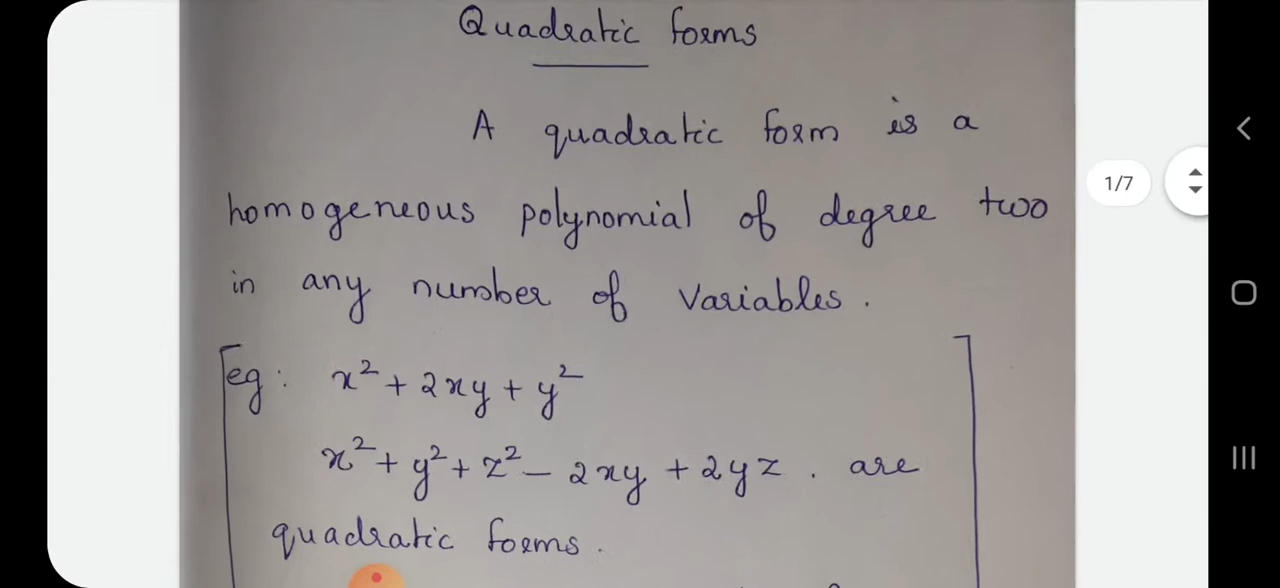 Quadratic forms
A quadratic form is a
1/7
homogeneous polynomial of degree two
in any number of variables.
eg: x² + 2xy + y²
x² + y² + z² - 2xy + 2yz. are
quadratic forms.